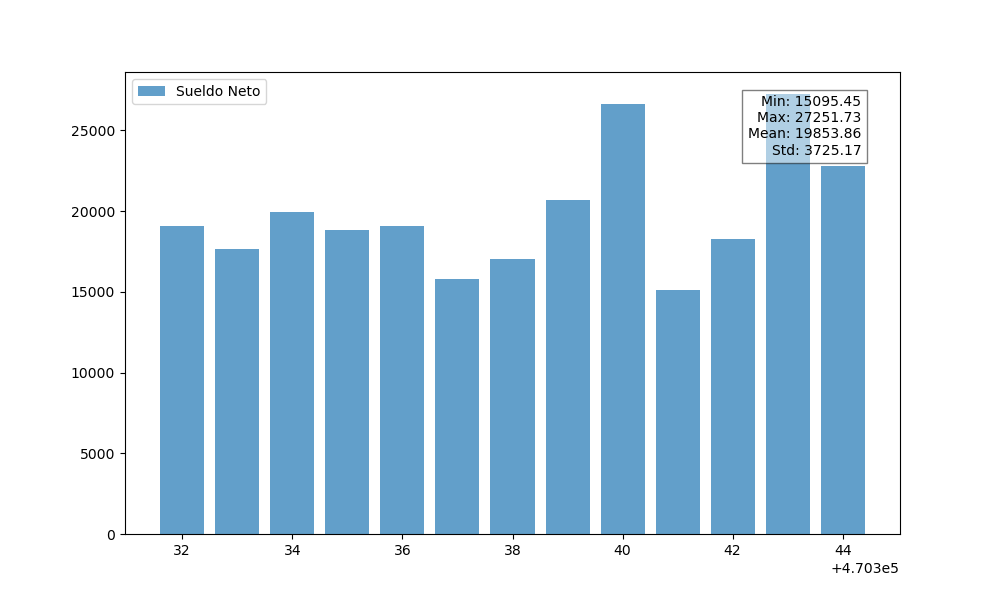 Sueldo Neto
Min: 15095.45
Max: 27251.73
Mean: 19853.86
Std: 3725.17
25000
20000
15000
10000
5000
0
32 34 36 38 40 42 44
+4.703e5